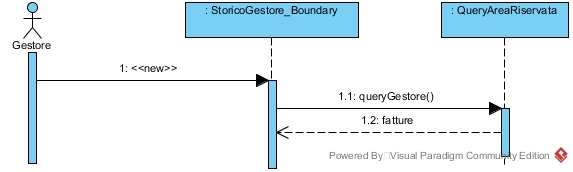 : StoricoGestore_Boundary
: QueryAreaRiservata
Gestore
1: <<new>>
1.1: queryGestore()
1.2: fatture
Powered By Visual Paradigm Community Edition